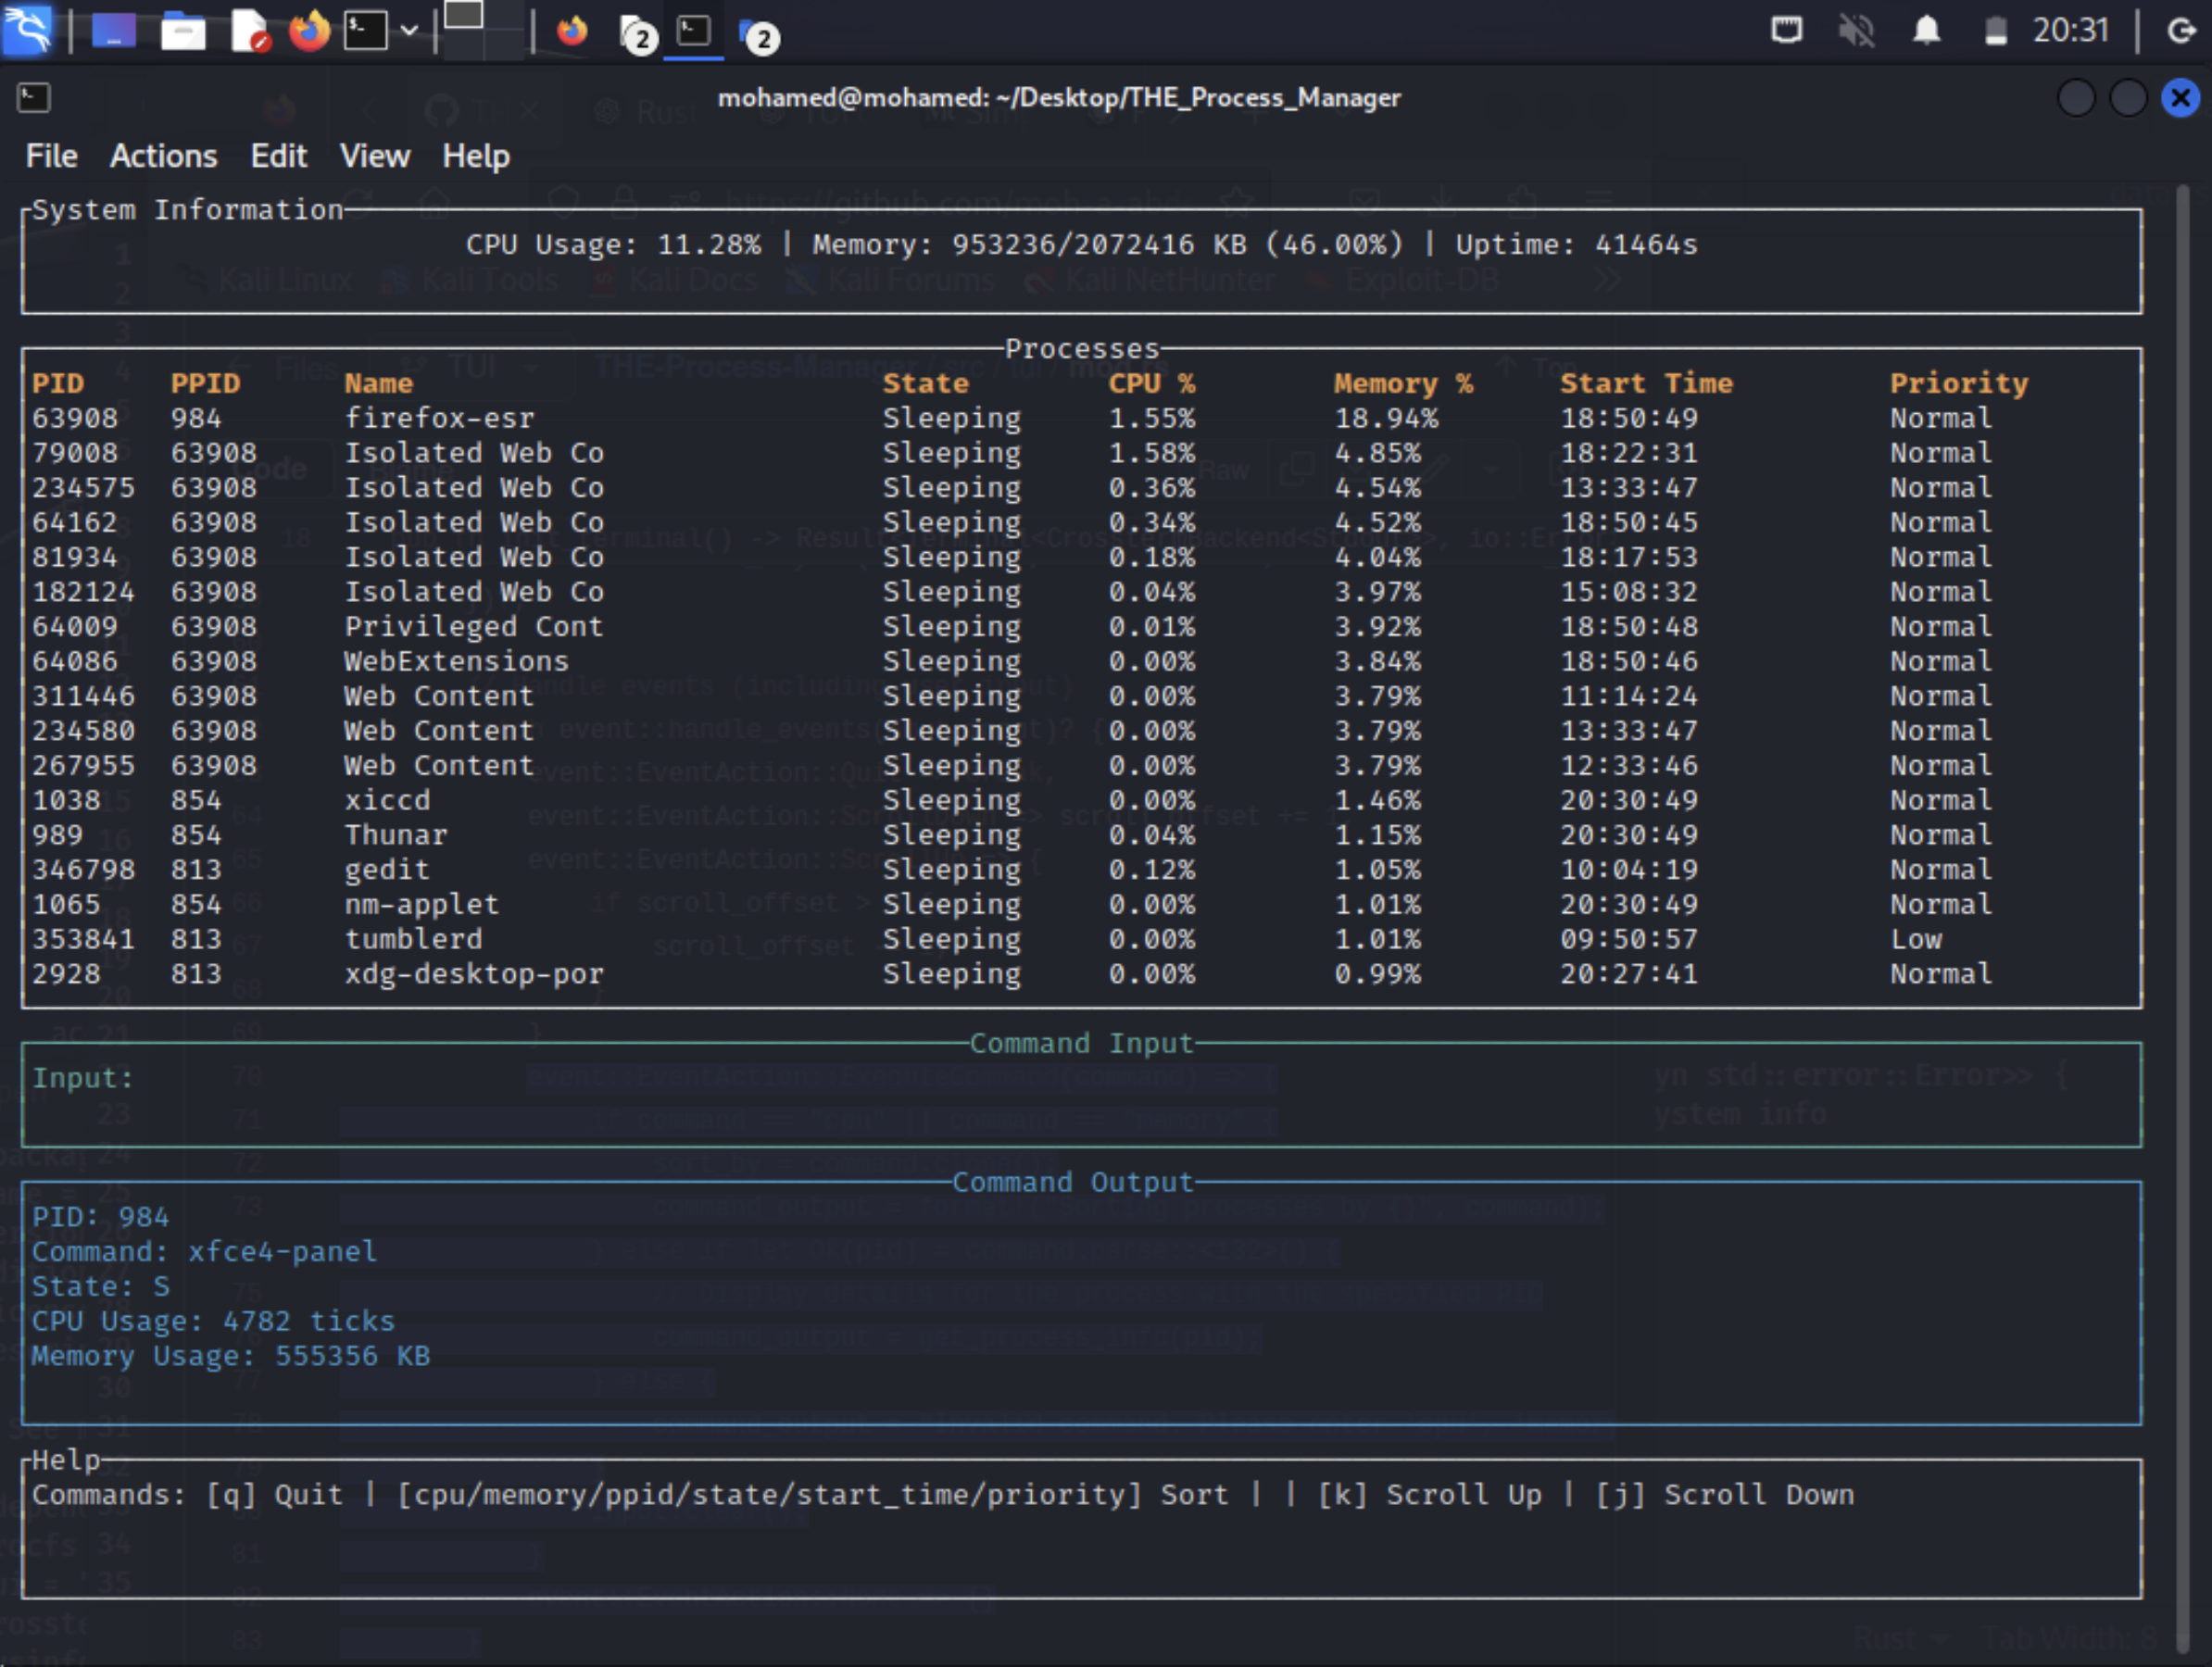 20:31
2
2
mohamed@mohamed: ~/Desktop/THE_Process_Manager
File Actions Edit View Help
System Information
CPU Usage: 11.28% | Memory: 953236/2072416 KB (46.00%) | Uptime: 41464s
Kali Linux Kali Tools Kali Docs Kali Forums Kali NetHunter Exploit-DB
Processes
PID PPID Name State CPU % Memory % Start Time Priority
63908 984 firefox-esr Sleeping 1.55% 18.94% 18:50:49 Normal
79008 63908 Isolated Web Co Sleeping 1.58% 4.85% 18:22:31 Normal
234575 63908 Isolated Web Co Sleeping 0.36% 4.54% 13:33:47 Normal
64162 63908 Isolated Web Co Sleeping 0.34% 4.52% 18:50:45 Normal
81934 63908 Isolated Web Co Sleeping 0.18% 4.04% 18:17:53 Normal
182124 63908 Isolated Web Co Sleeping 0.04% 3.97% 15:08:32 Normal
64009 63908 Privileged Cont Sleeping 0.01% 3.92% 18:50:48 Normal
64086 63908 WebExtensions Sleeping 0.00% 3.84% 18:50:46 Normal
311446 63908 Web Content Sleeping 0.00% 3.79% 11:14:24 Normal
234580 63908 Web Content Sleeping 0.00% 3.79% 13:33:47 Normal
267955 63908 Web Content Sleeping 0.00% 3.79% 12:33:46 Normal
1038 854 xiccd Sleeping 0.00% 1.46% 20:30:49 Normal
989 854 Thunar Sleeping 0.04% 1.15% 20:30:49 Normal
346798 813 gedit Sleeping 0.12% 1.05% 10:04:19 Normal
1065 854 nm-applet Sleeping 0.00% 1.01% 20:30:49 Normal
353841 813 tumblerd Sleeping 0.00% 1.01% 09:50:57 Low
2928 813 xdg-desktop-por Sleeping 0.00% 0.99% 20:27:41 Normal
Command Input
Input:
Command Output
PID: 984
Command: xfce4-panel
State: S
CPU Usage: 4782 ticks
Memory Usage: 555356 KB
Help
Commands: [q] Quit | [cpu/memory/ppid/state/start_time/priority] Sort | | [k] Scroll Up | [j] Scroll Down